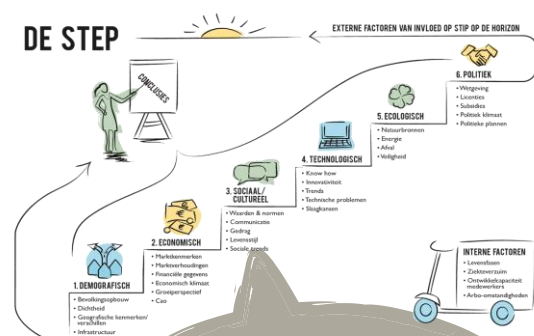 DE STEP
EXTERNE FACTOREN VAN INVLOED OP STIP OP DE HORIZON
CONCLUSIES
1. DEMOGRAFISCH
• Bevolkingsopbouw
• Dichtheid
• Geografische kenmerken/
verschillen
• Infrastructuur
2. ECONOMISCH
• Marktkenmerken
• Marktverhoudingen
• Financiële gegevens
• Economisch klimaat
• Groeiperspectief
• Cao
3. SOCIAAL/
CULTUREEL
• Waarden & normen
• Communicatie
• Gedrag
• Levensstijl
• Sociale trends
4. TECHNOLOGISCH
• Know how
• Innovativiteit
• Trends
• Technische problemen
• Slaagkansen
5. ECOLOGISCH
• Natuurbronnen
• Energie
• Afval
• Veiligheid
6. POLITIEK
• Wetgeving
• Licenties
• Subsidies
• Politiek klimaat
• Politieke plannen
INTERNE FACTOREN
• Levensfasen
• Ziekteverzuim
• Ontwikkelcapaciteit
medewerkers
• Arbo-omstandigheden